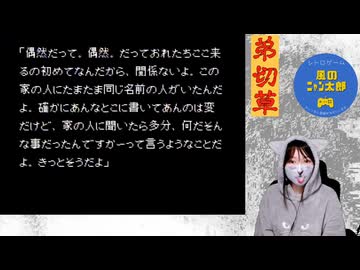 「偶然だって。偶然。だっておれたちここ来
るの初めてなんだから、関係ないよ。この
家の人にたまたま同じ名前の人がいたんだ
よ。確かにあんなとこに書いてあんのは変
だけど、家の人に聞いたら多分、何だそん
な事だったんですかーって言うようなことだ
よ。きっとそうだよ」
弟切草
レトロゲーム
風の
ニャン太郎